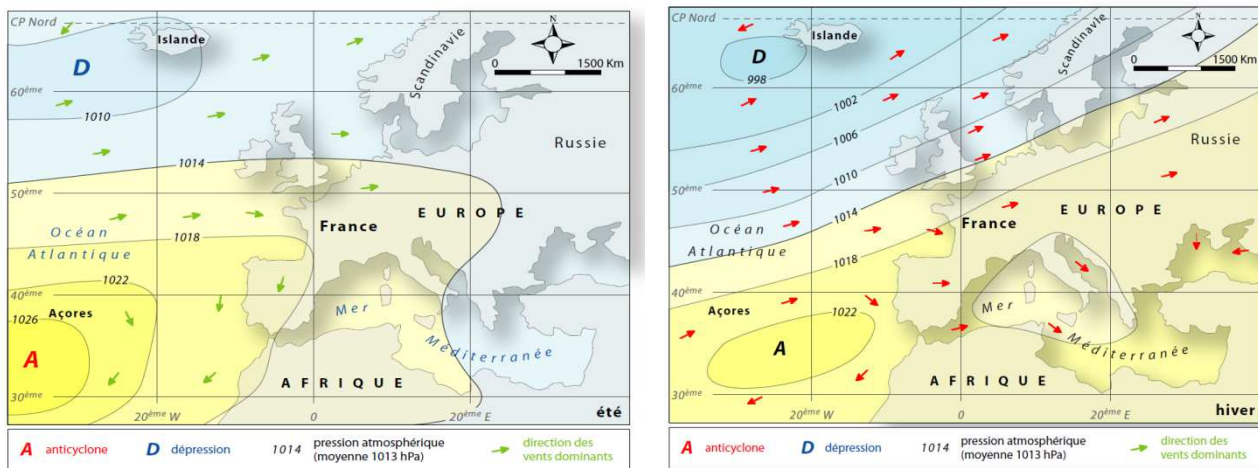 CP Nord
Islande
N
D
0 1500 Km
Scandinavie
60ème
1010
Russie
1014
50ème
EUROPE
France
Océan
Atlantique
1018
1022
40ème
Açores
1026
Mer
Méditerranée
A
AFRIQUE
30ème
20ème W
0
20ème E
été
A anticyclone
D dépression
1014 pression atmosphérique
(moyenne 1013 hPa)
direction des
vents dominants
CP Nord
Islande
N
D
998
0 1500 Km
Scandinavie
60ème
1002
1006
Russie
1010
50ème
1014
EUROPE
France
Océan
Atlantique
1018
40ème
Açores
1022
Mer
Méditerranée
A
AFRIQUE
30ème
20ème W
0
20ème E
hiver
A anticyclone
D dépression
1014 pression atmosphérique
(moyenne 1013 hPa)
direction des
vents dominants